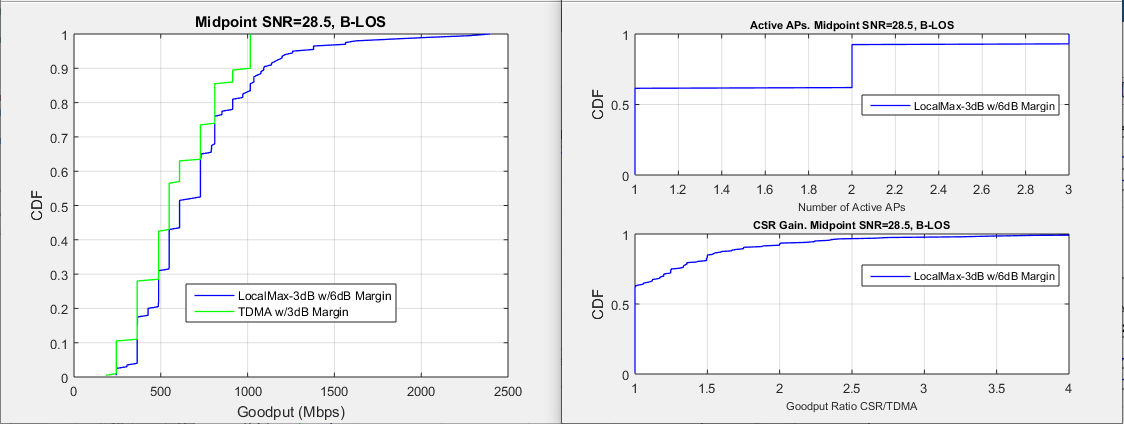 Midpoint SNR=28.5, B-LOS
1
0.9
0.8
0.7
0.6
0.5
0.4
0.3
0.2
0.1
0
CDF
LocalMax-3dB w/6dB Margin
TDMA w/3dB Margin
0 500 1000 1500 2000 2500
Goodput (Mbps)
Active APs. Midpoint SNR=28.5, B-LOS
1
0.5
0
CDF
LocalMax-3dB w/6dB Margin
1 1.2 1.4 1.6 1.8 2 2.2 2.4 2.6 2.8 3
Number of Active APs
CSR Gain. Midpoint SNR=28.5, B-LOS
1
0.5
0
CDF
LocalMax-3dB w/6dB Margin
1 1.5 2 2.5 3 3.5 4
Goodput Ratio CSR/TDMA